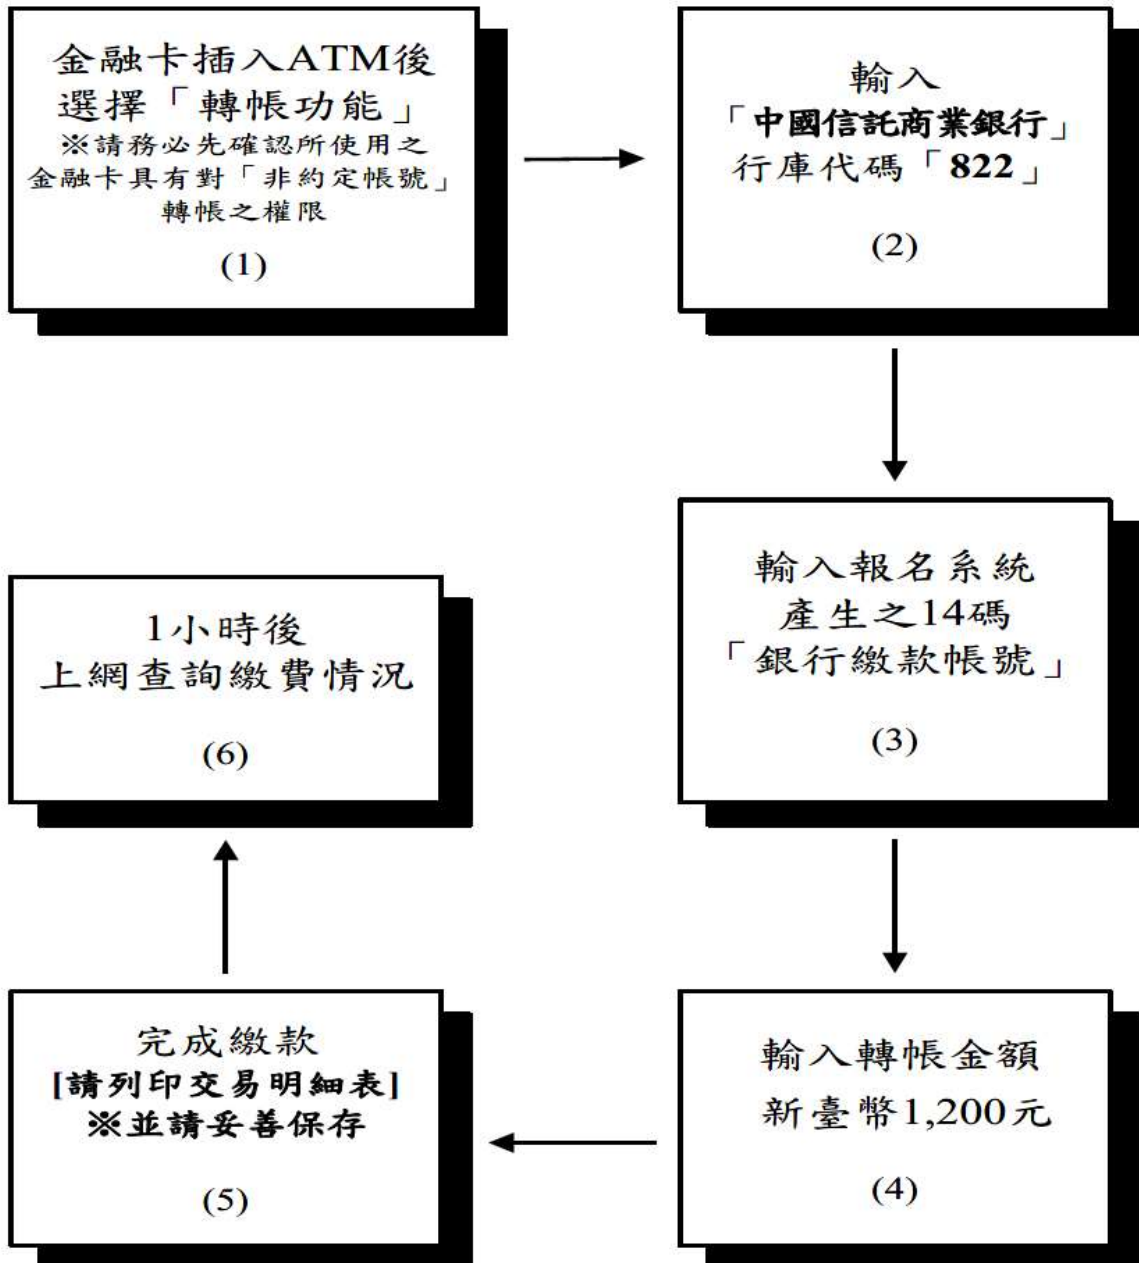 金融卡插入ATM後
選擇「轉帳功能」
※請務必先確認所使用之
金融卡具有對「非約定帳號」
轉帳之權限
(1)
輸入
「中國信託商業銀行」
行庫代碼「822」
(2)
輸入報名系統
產生之14碼
「銀行繳款帳號」
(3)
輸入轉帳金額
新臺幣1,200元
(4)
完成繳款
[請列印交易明細表]
※並請妥善保存
(5)
1小時後
上網查詢繳費情況
(6)